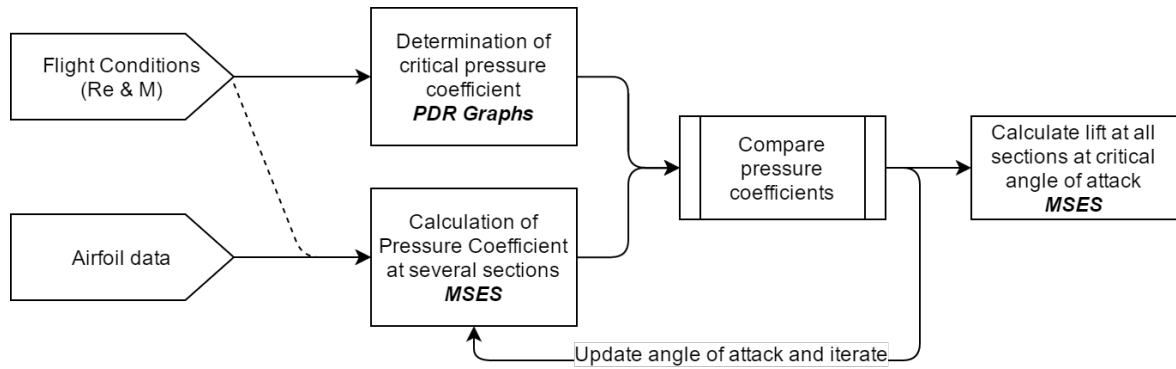 Flight Conditions
(Re & M)
Determination of
critical pressure
coefficient
PDR Graphs
Compare
pressure
coefficients
Calculate lift at all
sections at critical
angle of attack
MSES
Airfoil data
Calculation of
Pressure Coefficient
at several sections
MSES
Update angle of attack and iterate